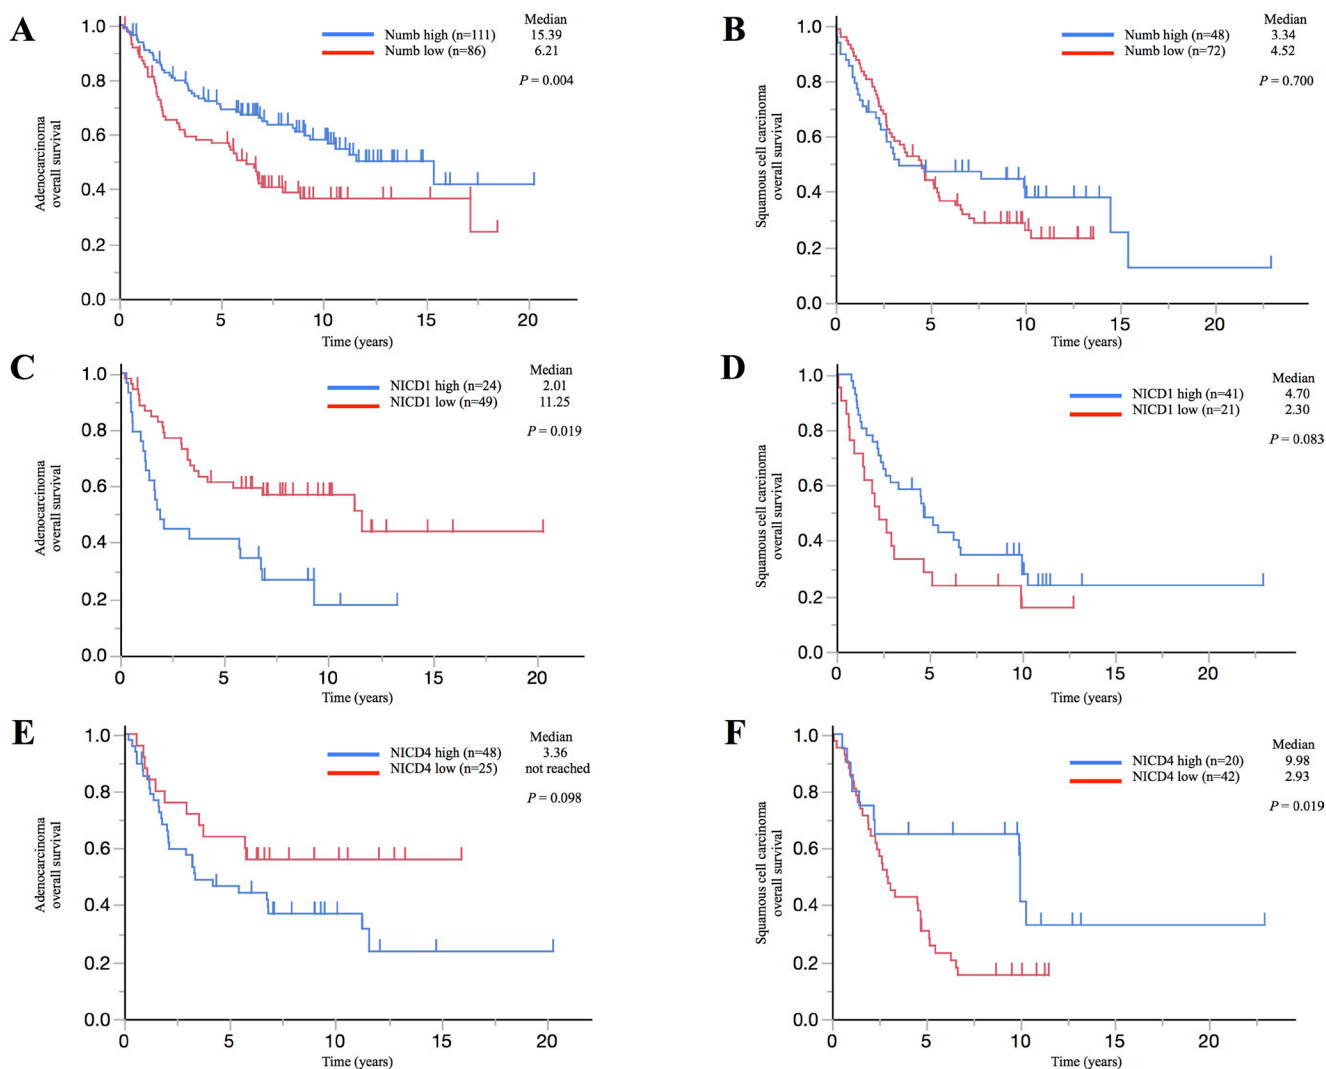 A
Median
Numb high (n=111) 15.39
Numb low (n=86) 6.21
P = 0.004
Adenocarcinoma
overall survival
1.0
0.8
0.6
0.4
0.2
0.0
0 5 10 15 20
Time (years)
B
Median
Numb high (n=48) 3.34
Numb low (n=72) 4.52
P = 0.700
Squamous cell carcinoma
overall survival
1.0
0.8
0.6
0.4
0.2
0.0
0 5 10 15 20
Time (years)
C
Median
NICD1 high (n=24) 2.01
NICD1 low (n=49) 11.25
P = 0.019
Adenocarcinoma
overall survival
1.0
0.8
0.6
0.4
0.2
0.0
0 5 10 15 20
Time (years)
D
Median
NICD1 high (n=41) 4.70
NICD1 low (n=21) 2.30
P = 0.083
Squamous cell carcinoma
overall survival
1.0
0.8
0.6
0.4
0.2
0.0
0 5 10 15 20
Time (years)
E
Median
NICD4 high (n=48) 3.36
NICD4 low (n=25) not reached
P = 0.098
Adenocarcinoma
overall survival
1.0
0.8
0.6
0.4
0.2
0.0
0 5 10 15 20
Time (years)
F
Median
NICD4 high (n=20) 9.98
NICD4 low (n=42) 2.93
P = 0.019
Squamous cell carcinoma
overall survival
1.0
0.8
0.6
0.4
0.2
0.0
0 5 10 15 20
Time (years)